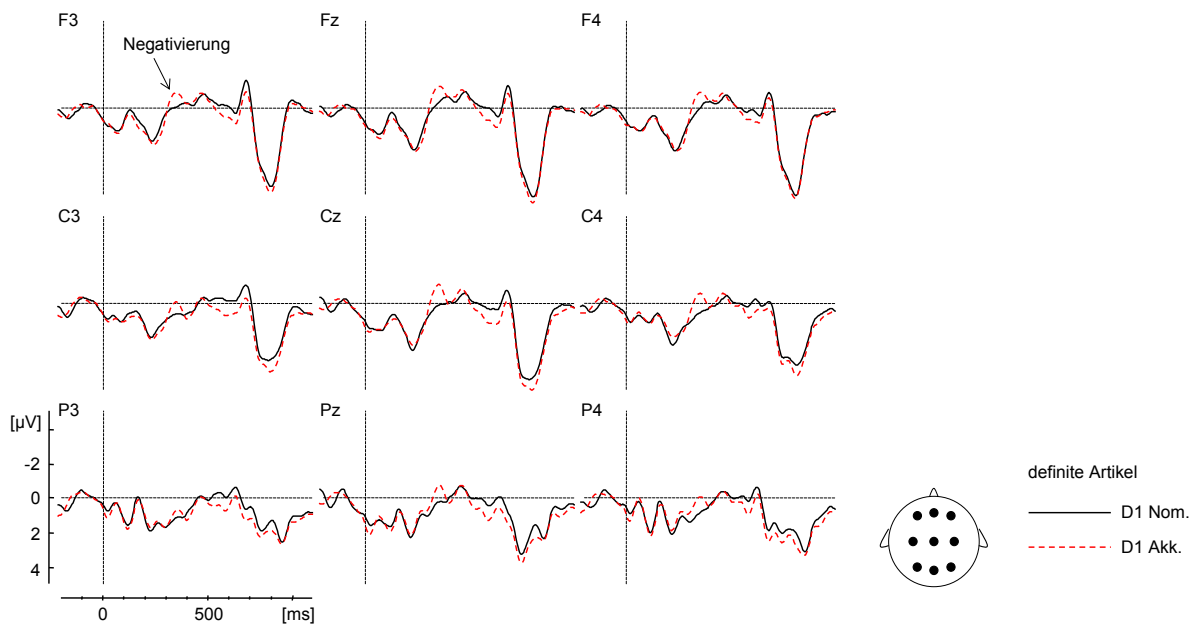 F3
Fz
F4
Negativierung
C3
Cz
C4
P3
Pz
P4
[µV]
-2
0
2
4
0
500
[ms]
definite Artikel
D1 Nom.
D1 Akk.